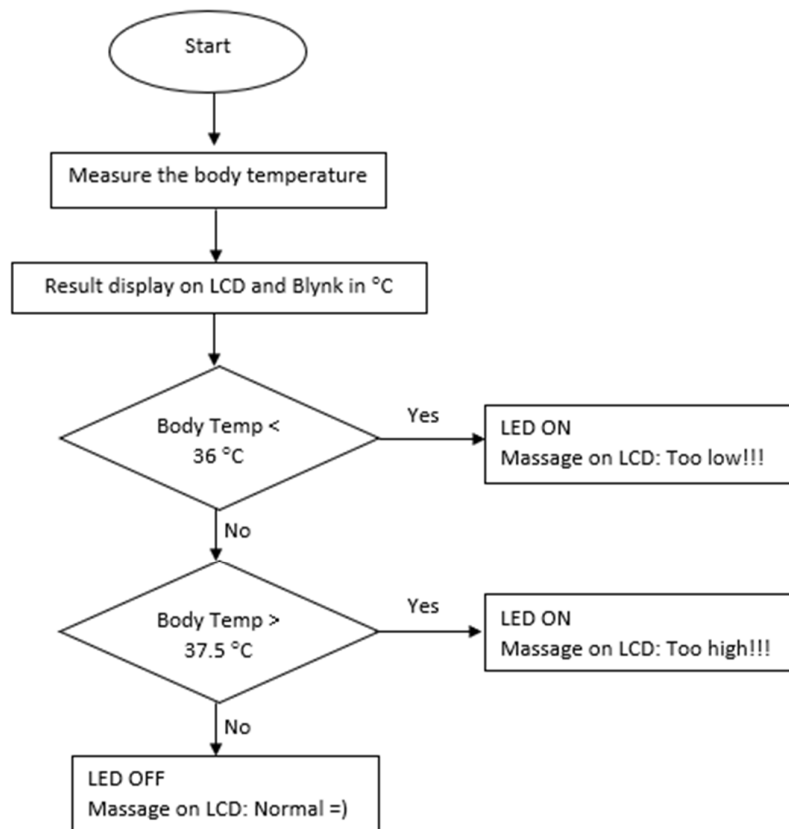 Start
Measure the body temperature
Result display on LCD and Blynk in °C
Body Temp <
36 °C
Yes
LED ON
Massage on LCD: Too low!!!
No
Body Temp >
37.5 °C
Yes
LED ON
Massage on LCD: Too high!!!
No
LED OFF
Massage on LCD: Normal =)